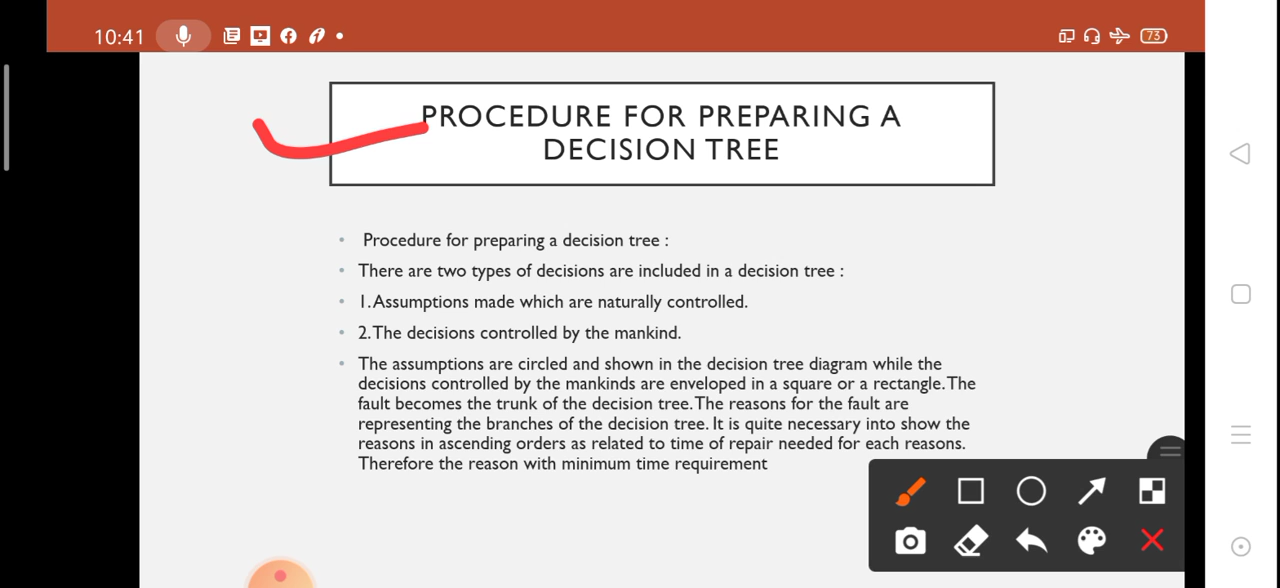 10:41
73
PROCEDURE FOR PREPARING A
DECISION TREE
Procedure for preparing a decision tree :
There are two types of decisions are included in a decision tree :
1.Assumptions made which are naturally controlled.
2.The decisions controlled by the mankind.
The assumptions are circled and shown in the decision tree diagram while the
decisions controlled by the mankinds are enveloped in a square or a rectangle.The
fault becomes the trunk of the decision tree.The reasons for the fault are
representing the branches of the decision tree. It is quite necessary into show the
reasons in ascending orders as related to time of repair needed for each reasons.
Therefore the reason with minimum time requirement